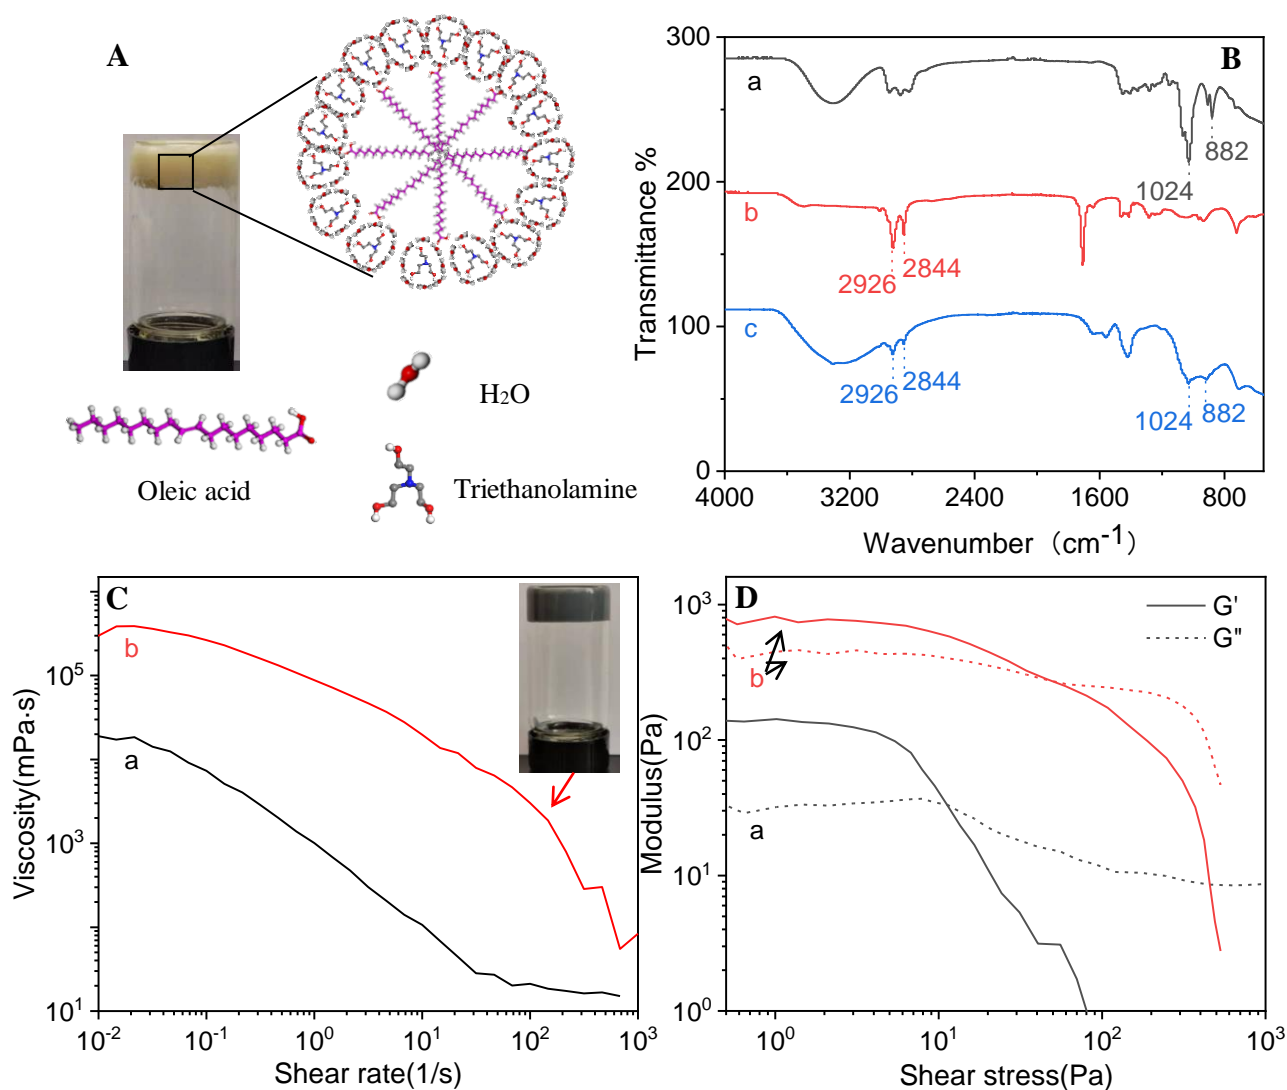 A
H2O
Oleic acid
Triethanolamine
B
300
200
100
0
Transmittance %
a
882
1024
b
2926
2844
c
2926
2844
1024
882
4000 3200 2400 1600 800
Wavenumber（cm-1）
C
b
a
10^5
10^3
10^1
Viscosity(mPa·s)
10^-2 10^-1 10^0 10^1 10^2 10^3
Shear rate(1/s)
D
G'
G"
b
a
10^3
10^2
10^1
10^0
Modulus(Pa)
10^0 10^1 10^2 10^3
Shear stress(Pa)